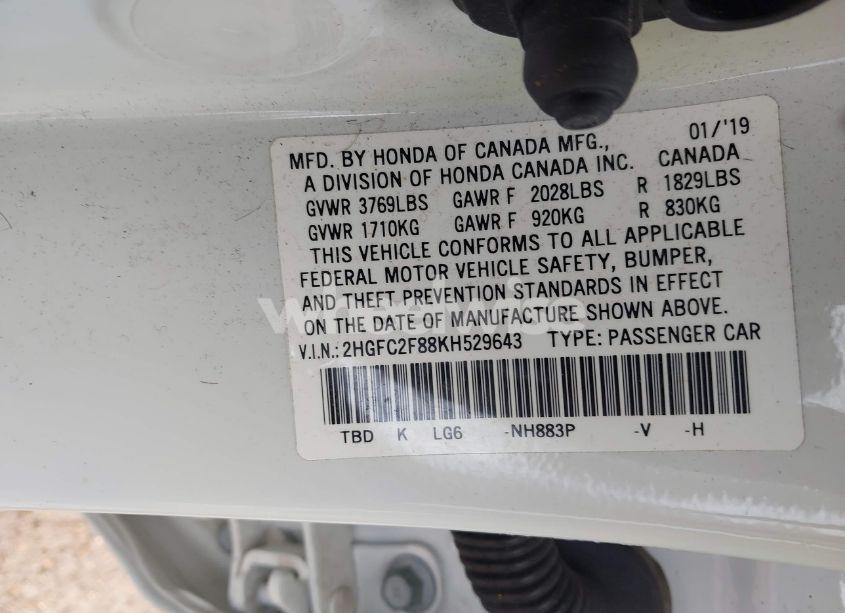 MFD. BY HONDA OF CANADA MFG., 01/'19
A DIVISION OF HONDA CANADA INC. CANADA
GVWR 3769LBS GAWR F 2028LBS R 1829LBS
GVWR 1710KG GAWR F 920KG R 830KG
THIS VEHICLE CONFORMS TO ALL APPLICABLE
FEDERAL MOTOR VEHICLE SAFETY, BUMPER,
AND THEFT PREVENTION STANDARDS IN EFFECT
ON THE DATE OF MANUFACTURE SHOWN ABOVE.
V.I.N.: 2HGFC2F88KH529643 TYPE: PASSENGER CAR
TBD K LG6 -NH883P -V -H